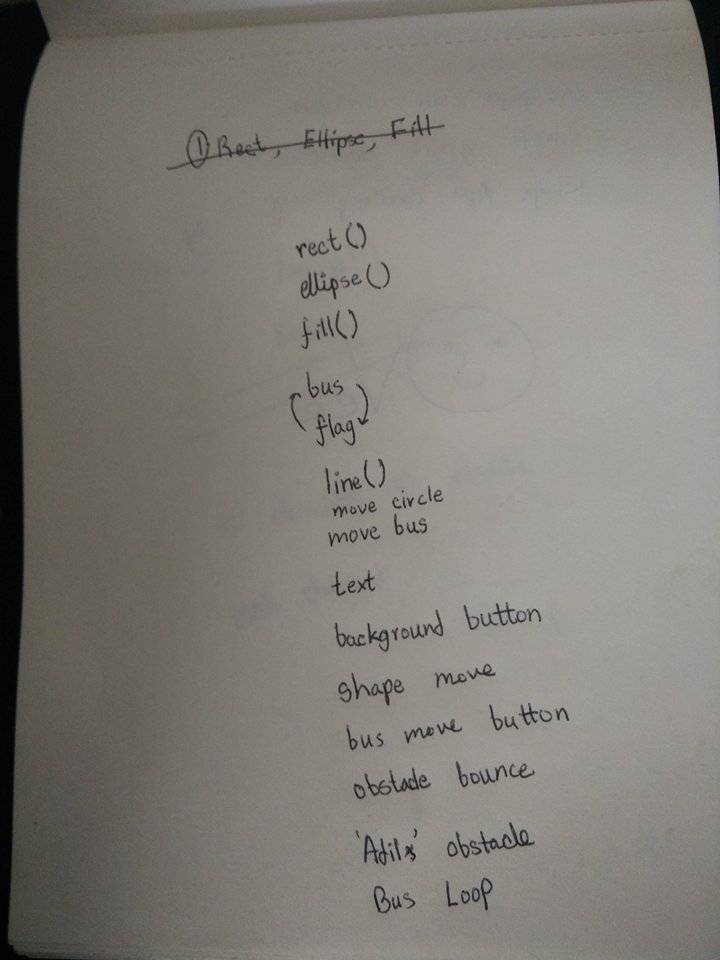 ① Rect, Ellipse, Fill
rect()
ellipse()
fill()
bus
flag
line()
move circle
move bus
text
background button
shape move
bus move button
obstacle bounce
obstacle
Bus Loop